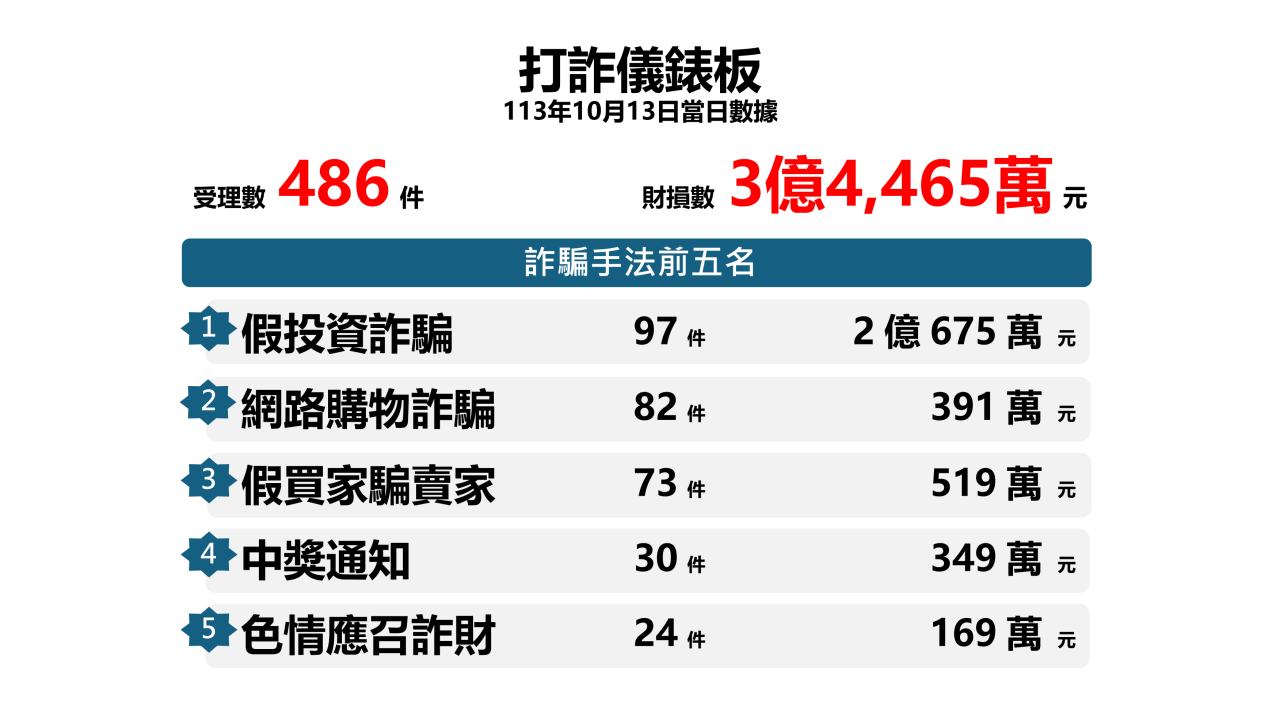 打詐儀錶板
113年10月13日當日數據
受理數 486 件 財損數 3億4,465萬 元
詐騙手法前五名
1 假投資詐騙 97 件 2 億 675 萬 元
2 網路購物詐騙 82 件 391 萬 元
3 假買家騙賣家 73 件 519 萬 元
4 中獎通知 30 件 349 萬 元
5 色情應召詐財 24 件 169 萬 元